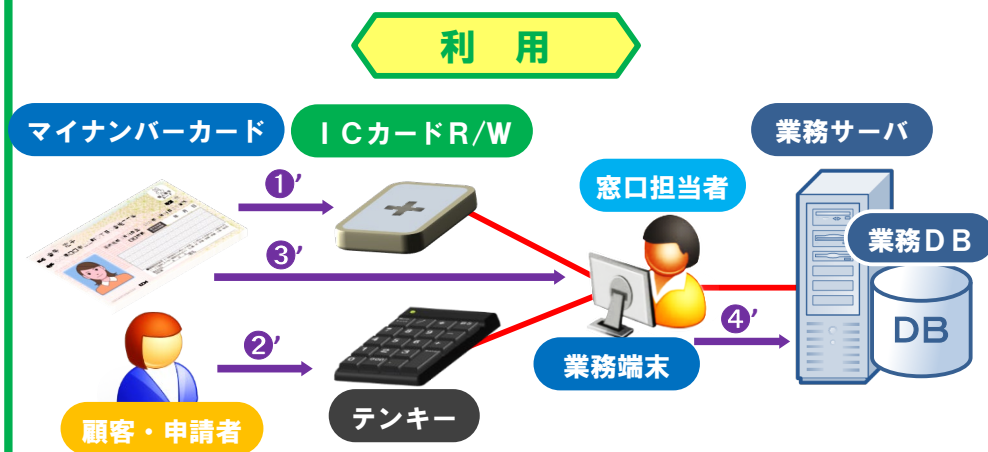 利　用
マイナンバーカード
ＩＣカードR/W
業務サーバ
窓口担当者
❶’
業務ＤＢ
❸’
DB
❷’
❹’
業務端末
テンキー
顧客・申請者